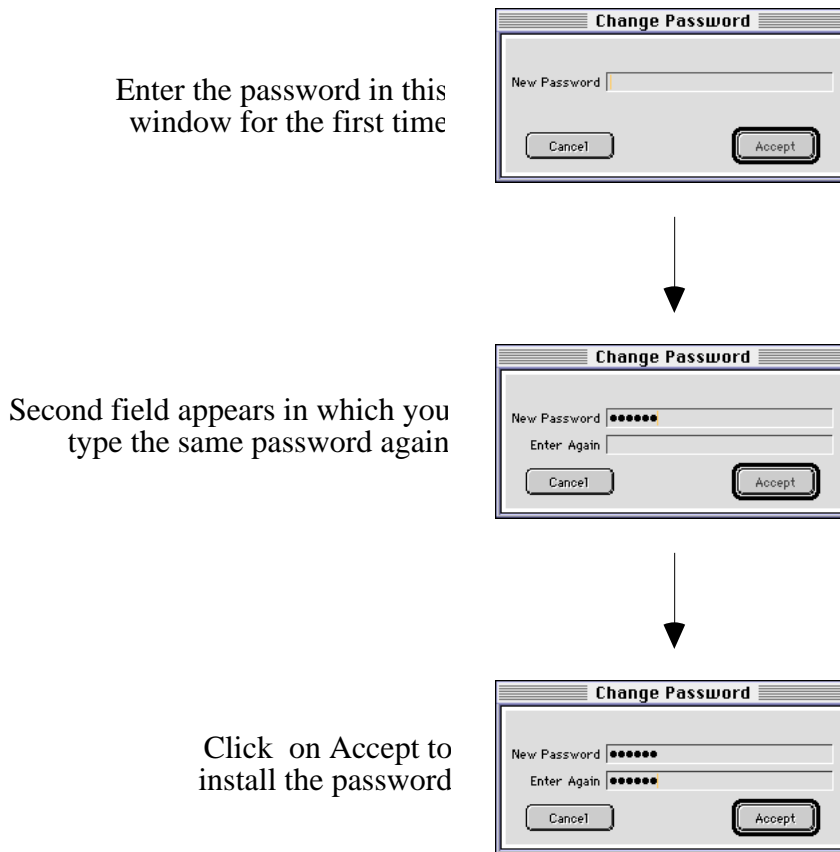 Change Password
Enter the password in this
window for the first time
New Password
Cancel Accept
Change Password
Second field appears in which you
type the same password again
New Password ●●●●●●
Enter Again
Cancel Accept
Change Password
Click on Accept to
install the password
New Password ●●●●●●
Enter Again ●●●●●●
Cancel Accept